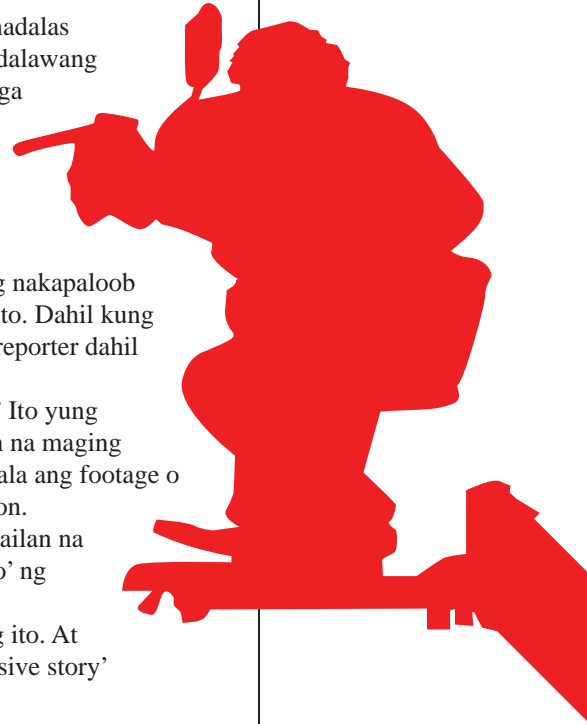 nadalas
dalawang
ga
g nakapaloob
to. Dahil kung
reporter dahil
’ Ito yung
n na maging
ala ang footage o
on.
ailan na
o’ ng
g ito. At
sive story’